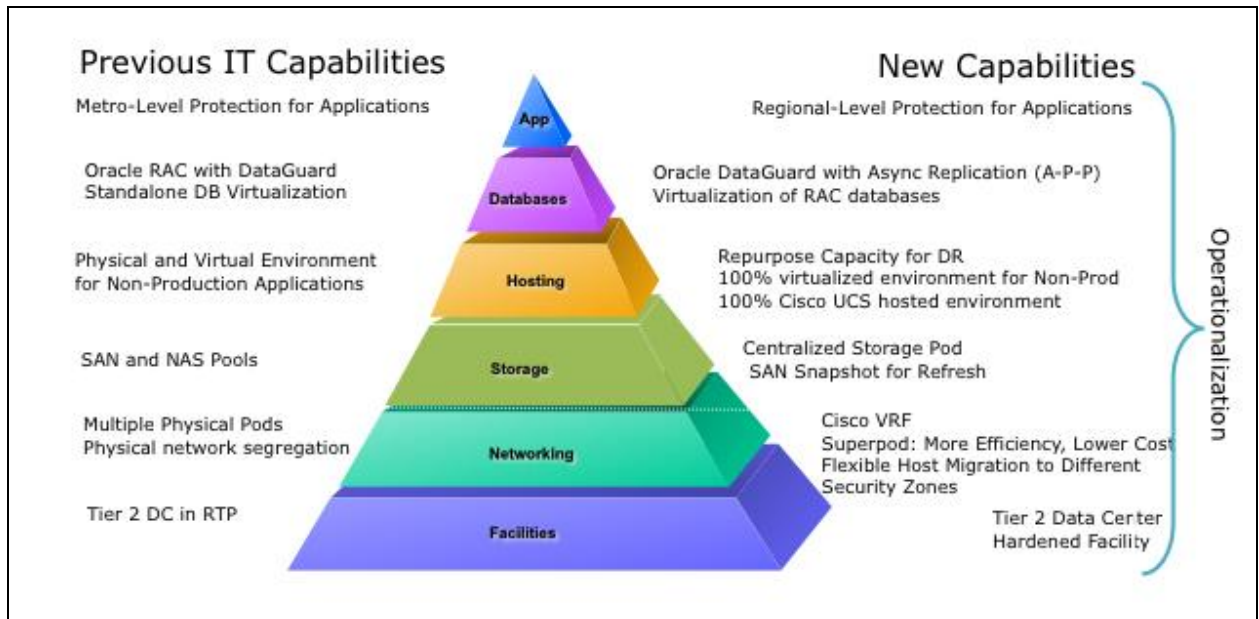 Previous IT Capabilities
New Capabilities
Metro-Level Protection for Applications
App
Regional-Level Protection for Applications
Oracle RAC with DataGuard
Standalone DB Virtualization
Databases
Oracle DataGuard with Async Replication (A-P-P)
Virtualization of RAC databases
Physical and Virtual Environment
for Non-Production Applications
Hosting
Repurpose Capacity for DR
100% virtualized environment for Non-Prod
100% Cisco UCS hosted environment
SAN and NAS Pools
Storage
Centralized Storage Pod
SAN Snapshot for Refresh
Multiple Physical Pods
Physical network segregation
Networking
Cisco VRF
Superpod: More Efficiency, Lower Cost
Flexible Host Migration to Different
Security Zones
Tier 2 DC in RTP
Facilities
Tier 2 Data Center
Hardened Facility
Operationalization